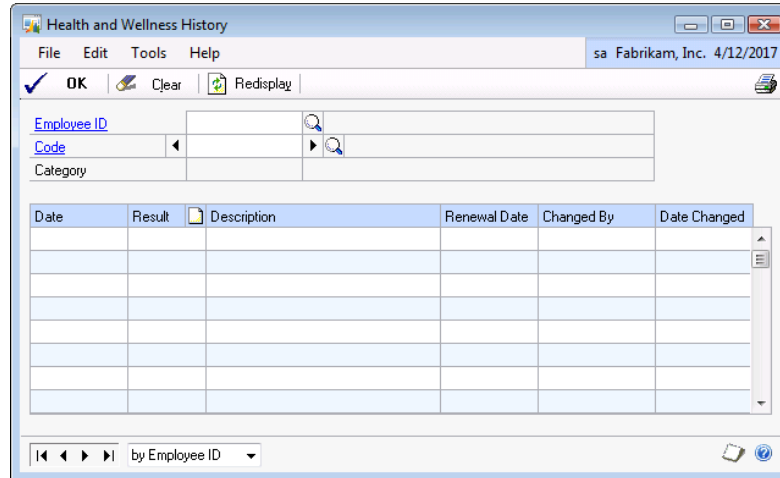 Health and Wellness History
File Edit Tools Help sa Fabrikam, Inc. 4/12/2017
OK Clear Redisplay
Employee ID
Code
Category
Date Result Description Renewal Date Changed By Date Changed
by Employee ID